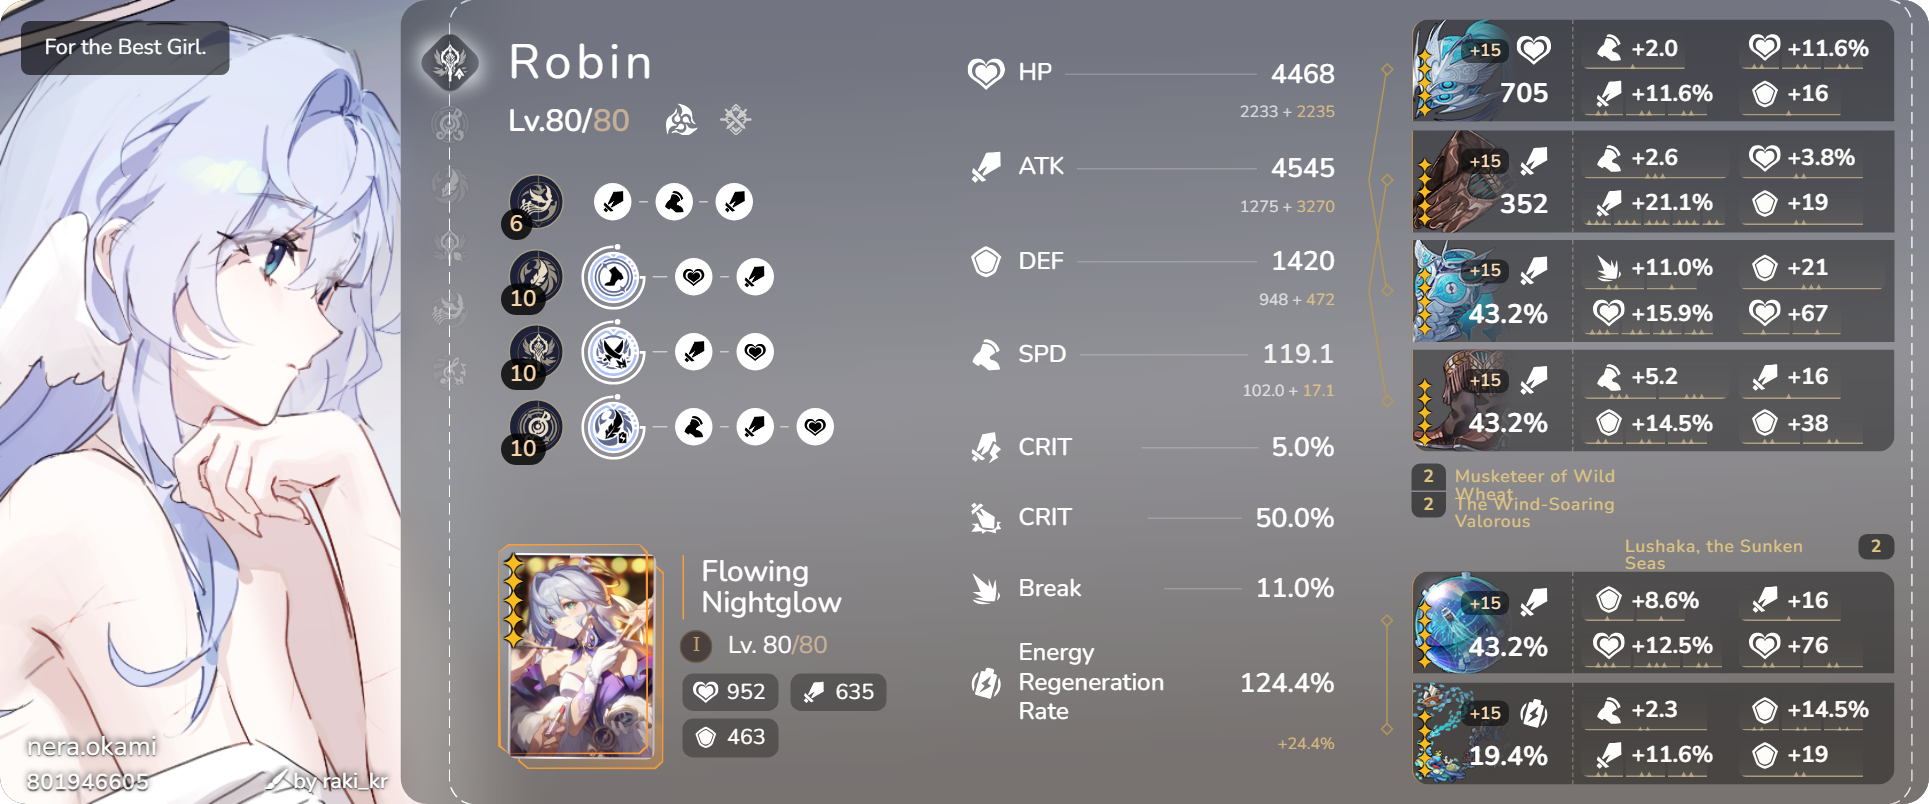 For the Best Girl.
nera.okami
801946605
by raki_kr
Robin
Lv.80/80
6
10
10
10
Flowing
Nightglow
I Lv. 80/80
952 635
463
HP 4468
2233 + 2235
ATK 4545
1275 + 3270
DEF 1420
948 + 472
SPD 119.1
102.0 + 17.1
CRIT 5.0%
CRIT 50.0%
Break 11.0%
Energy
Regeneration 124.4%
Rate
+24.4%
+15 +2.0 +11.6%
705 +11.6% +16
+15 +2.6 +3.8%
352 +21.1% +19
+15 +11.0% +21
43.2% +15.9% +67
+15 +5.2 +16
43.2% +14.5% +38
2 Musketeer of Wild
Wheat
2 The Wind-Soaring
Valorous
Lushaka, the Sunken 2
Seas
+15 +8.6% +16
43.2% +12.5% +76
+15 +2.3 +14.5%
19.4% +11.6% +19